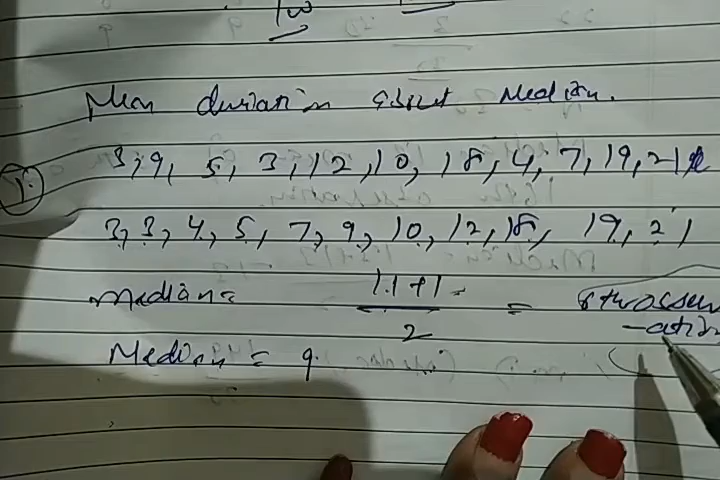 Mean deviation about Median.
1. 3, 9, 5, 3, 12, 10, 18, 4, 7, 19, 21
3, 3, 4, 5, 7, 9, 10, 12, 18, 19, 21
Median = 11+1 / 2 = 6th
Median = 9.